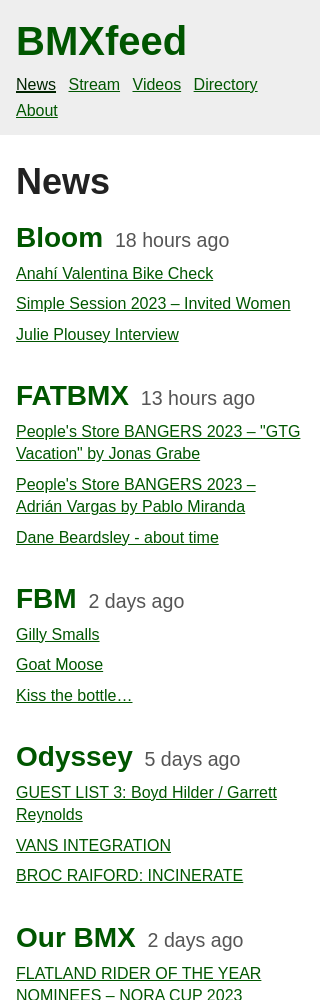 BMXfeed
News Stream Videos Directory
About
News
Bloom 18 hours ago
Anahí Valentina Bike Check
Simple Session 2023 – Invited Women
Julie Plousey Interview
FATBMX 13 hours ago
People's Store BANGERS 2023 – "GTG
Vacation" by Jonas Grabe
People's Store BANGERS 2023 –
Adrián Vargas by Pablo Miranda
Dane Beardsley - about time
FBM 2 days ago
Gilly Smalls
Goat Moose
Kiss the bottle…
Odyssey 5 days ago
GUEST LIST 3: Boyd Hilder / Garrett
Reynolds
VANS INTEGRATION
BROC RAIFORD: INCINERATE
Our BMX 2 days ago
FLATLAND RIDER OF THE YEAR
NOMINEES – NORA CUP 2023